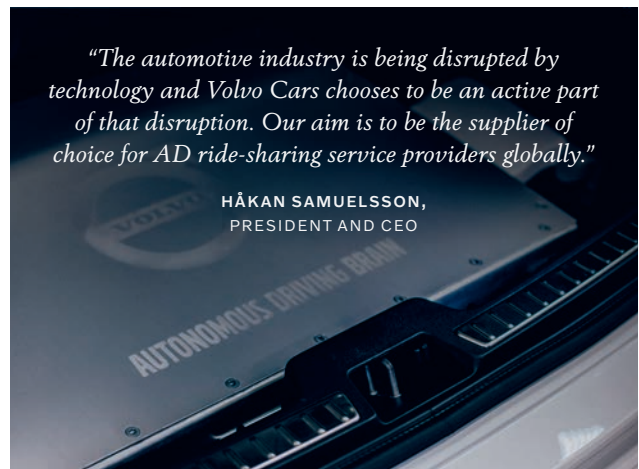 “The automotive industry is being disrupted by
technology and Volvo Cars chooses to be an active part
of that disruption. Our aim is to be the supplier of
choice for AD ride-sharing service providers globally.”
HÅKAN SAMUELSSON,
PRESIDENT AND CEO
VOLVO
AUTONOMOUS DRIVING BRAIN